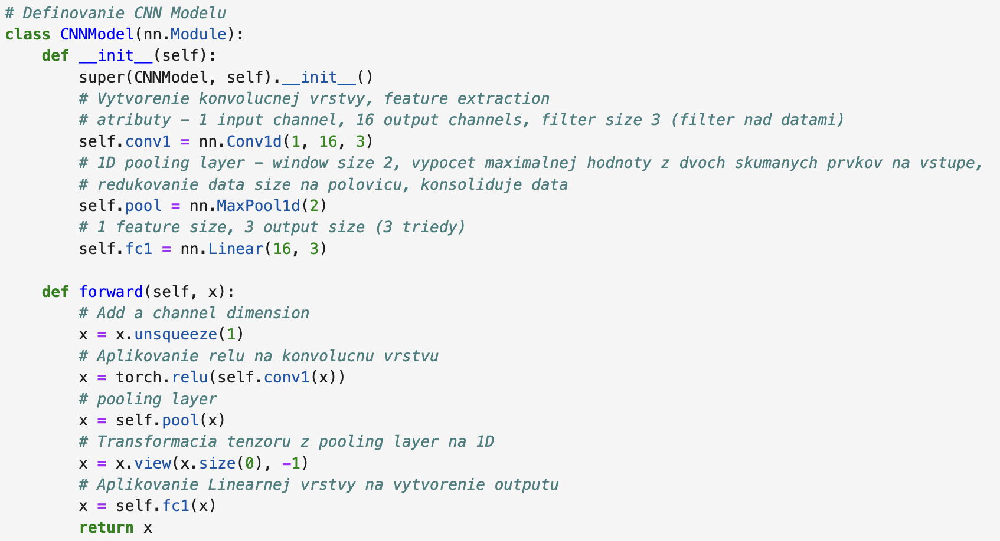 # Definovanie CNN Modelu
class CNNModel(nn.Module):
    def __init__(self):
        super(CNNModel, self).__init__()
        # Vytvorenie konvolucnej vrstvy, feature extraction
        # atributy – 1 input channel, 16 output channels, filter size 3 (filter nad datami)
        self.conv1 = nn.Conv1d(1, 16, 3)
        # 1D pooling layer – window size 2, vypocet maximalnej hodnoty z dvoch skumanych prvkov na vstupe,
        # redukovanie data size na polovicu, konsoliduje data
        self.pool = nn.MaxPool1d(2)
        # 1 feature size, 3 output size (3 triedy)
        self.fc1 = nn.Linear(16, 3)

    def forward(self, x):
        # Add a channel dimension
        x = x.unsqueeze(1)
        # Aplikovanie relu na konvolucnu vrstvu
        x = torch.relu(self.conv1(x))
        # pooling layer
        x = self.pool(x)
        # Transformacia tenzoru z pooling layer na 1D
        x = x.view(x.size(0), –1)
        # Aplikovanie Linearnej vrstvy na vytvorenie outputu
        x = self.fc1(x)
        return x